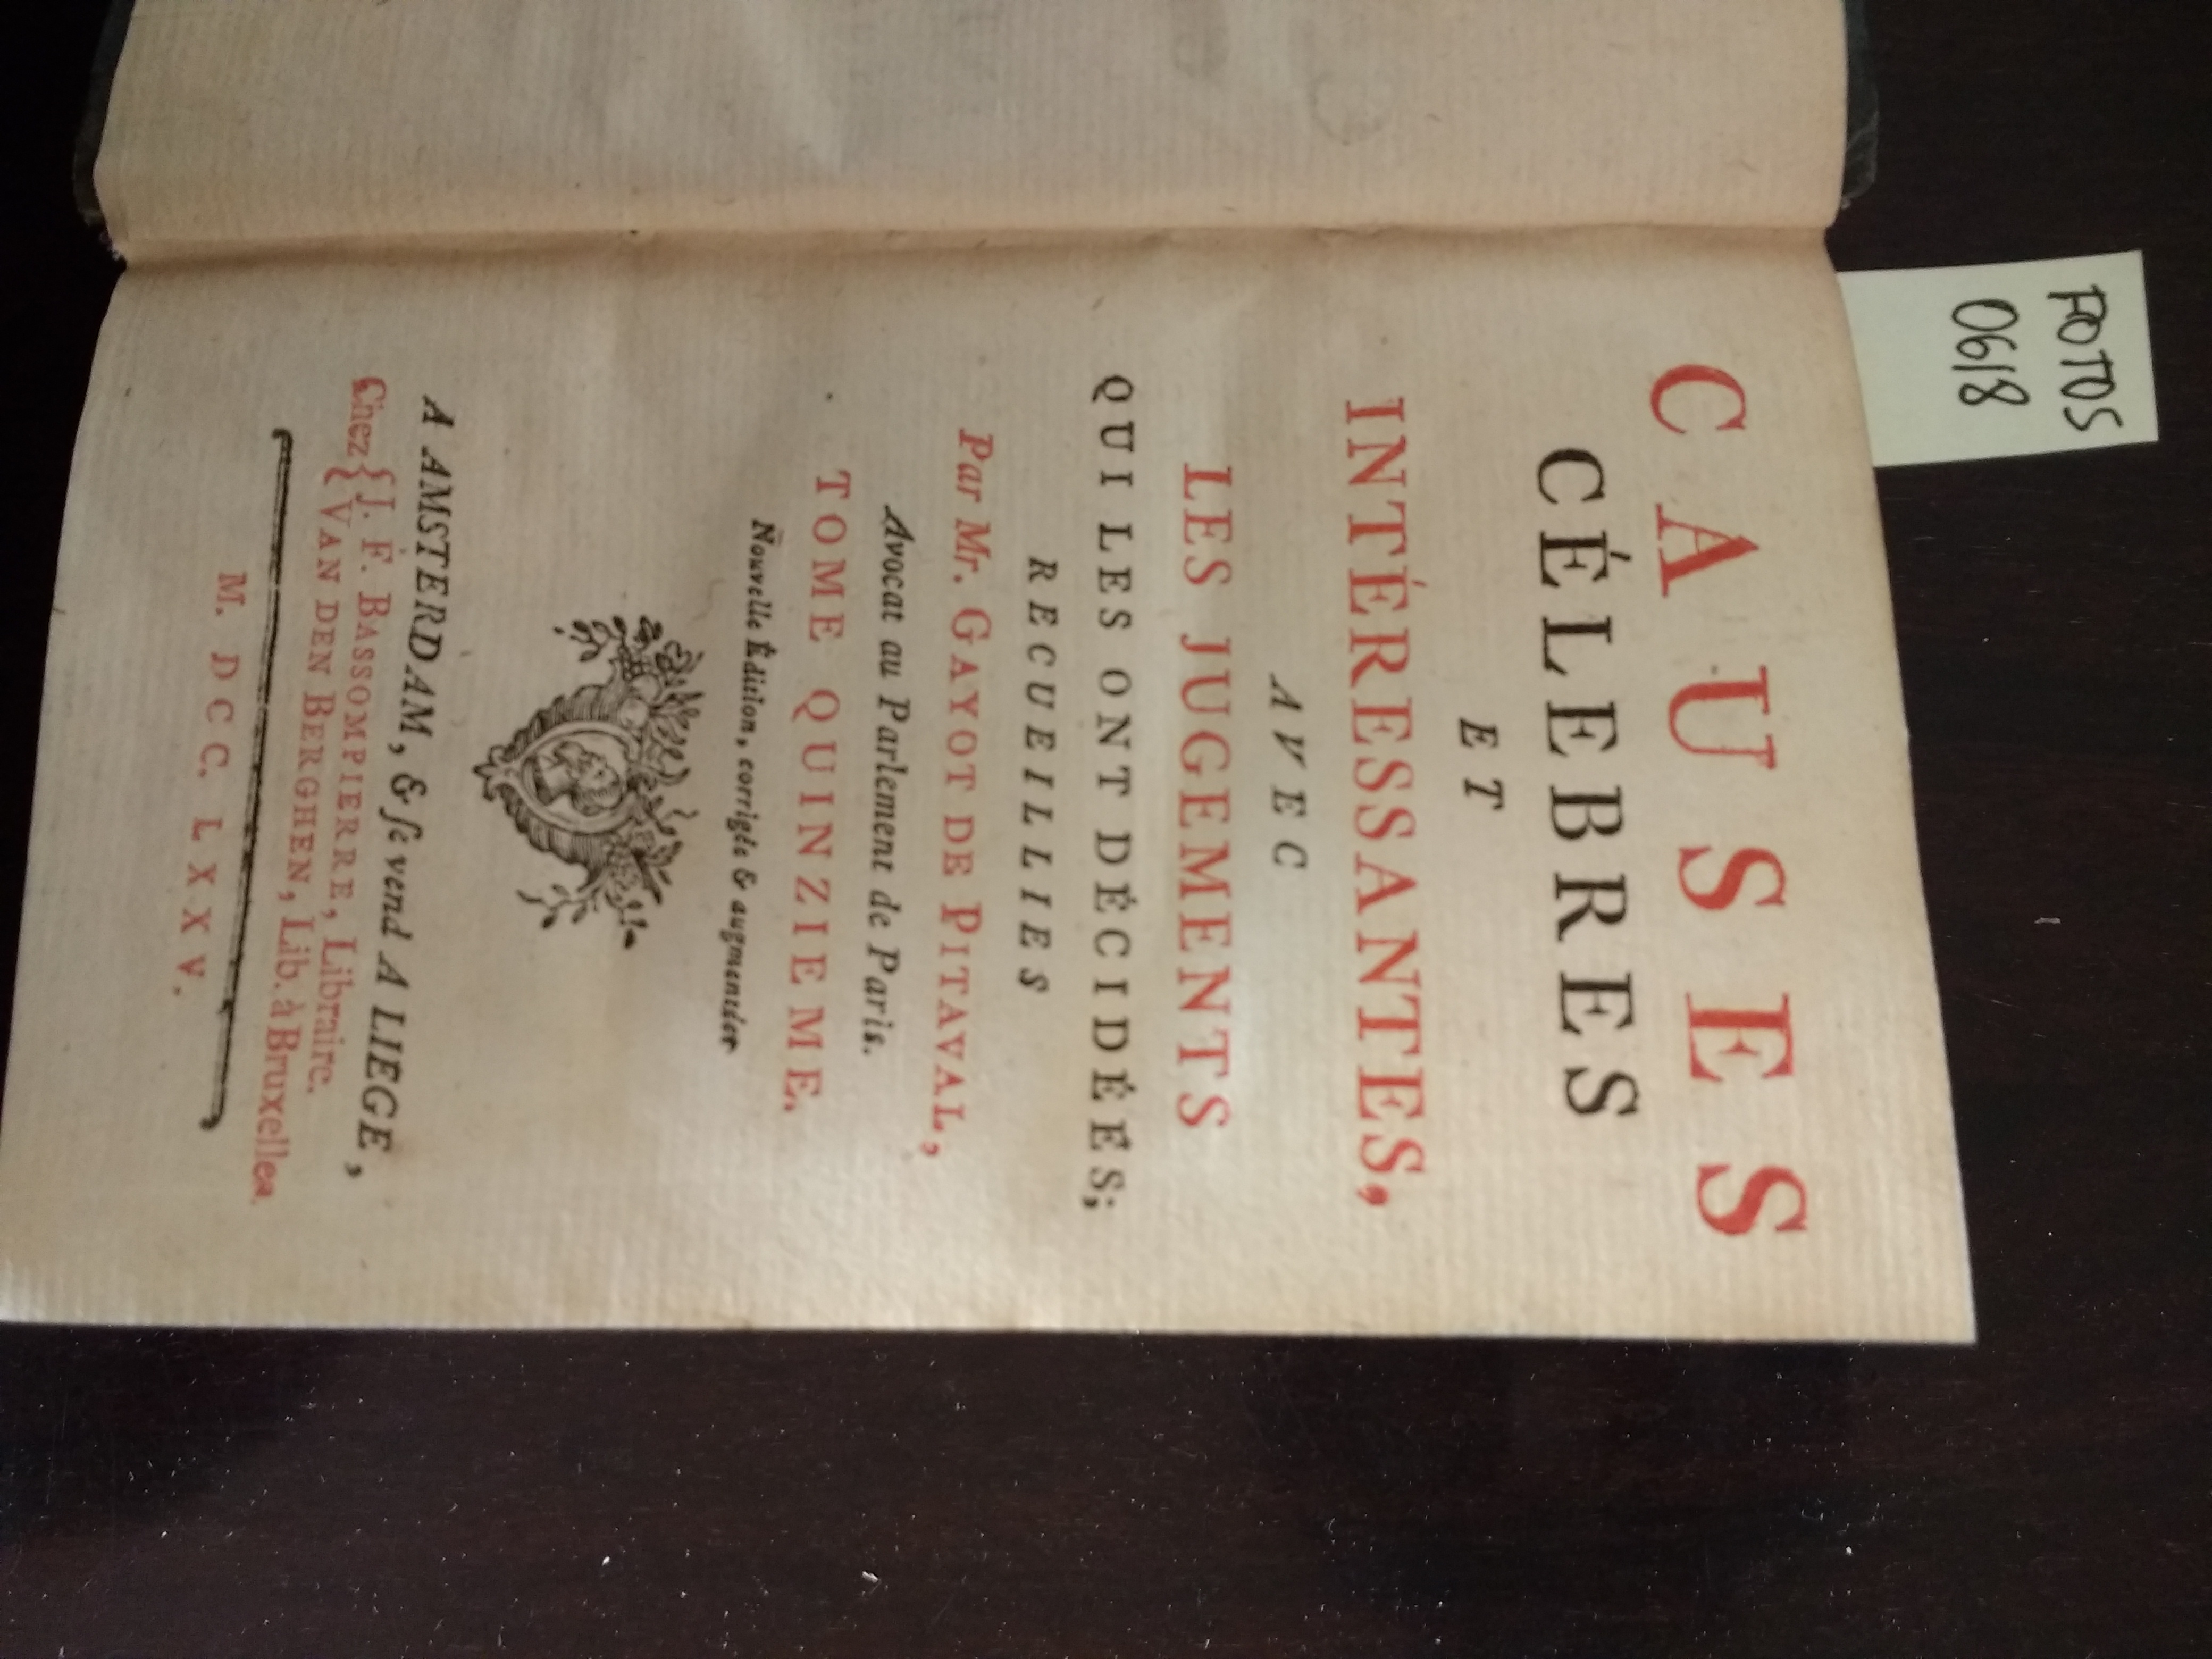 FOTOS
0618
CAUSES
CÉLEBRES
ET
INTÉRESSANTES,
AVEC
LES JUGEMENTS
QUI LES ONT DÉCIDÉES;
RECUEILLIES
Par Mr. GAYOT DE PITAVAL,
Avocat au Parlement de Paris.
TOME QUINZIEME.
Nouvelle Édition, corrigée & augmentée
A AMSTERDAM, & se vend A LIEGE,
Chez { J. F. BASSOMPIERRE, Libraire.
{ VAN DEN BERGHEN, Lib. à Bruxelles.
M. DCC. LXXV.